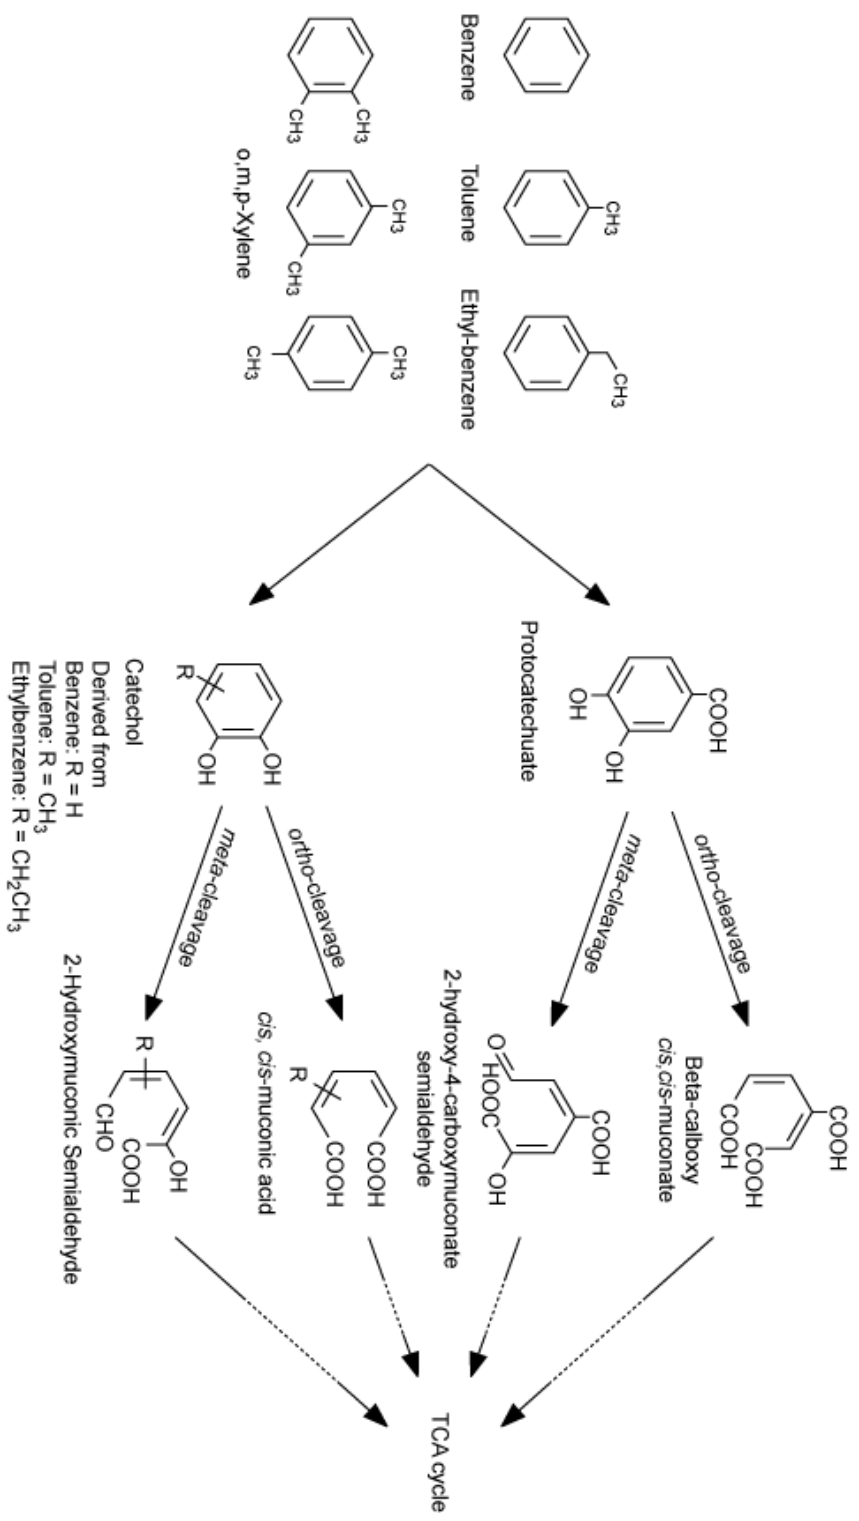 Benzene
Toluene
CH3
Ethyl-benzene
CH3
CH3
CH3
CH3
CH3
CH3
CH3
o,m,p-Xylene
COOH
OH
OH
Protocatechuate
OH
OH
R
Catechol
Derived from
Benzene: R = H
Toluene: R = CH3
Ethylbenzene: R = CH2CH3
ortho-cleavage
meta-cleavage
ortho-cleavage
meta-cleavage
COOH
COOH
COOH
Beta-calboxy
cis,cis-muconate
COOH
O
HOOC
OH
2-hydroxy-4-carboxymuconate
semialdehyde
COOH
COOH
R
cis, cis-muconic acid
OH
COOH
CHO
R
2-Hydroxymuconic Semialdehyde
TCA cycle